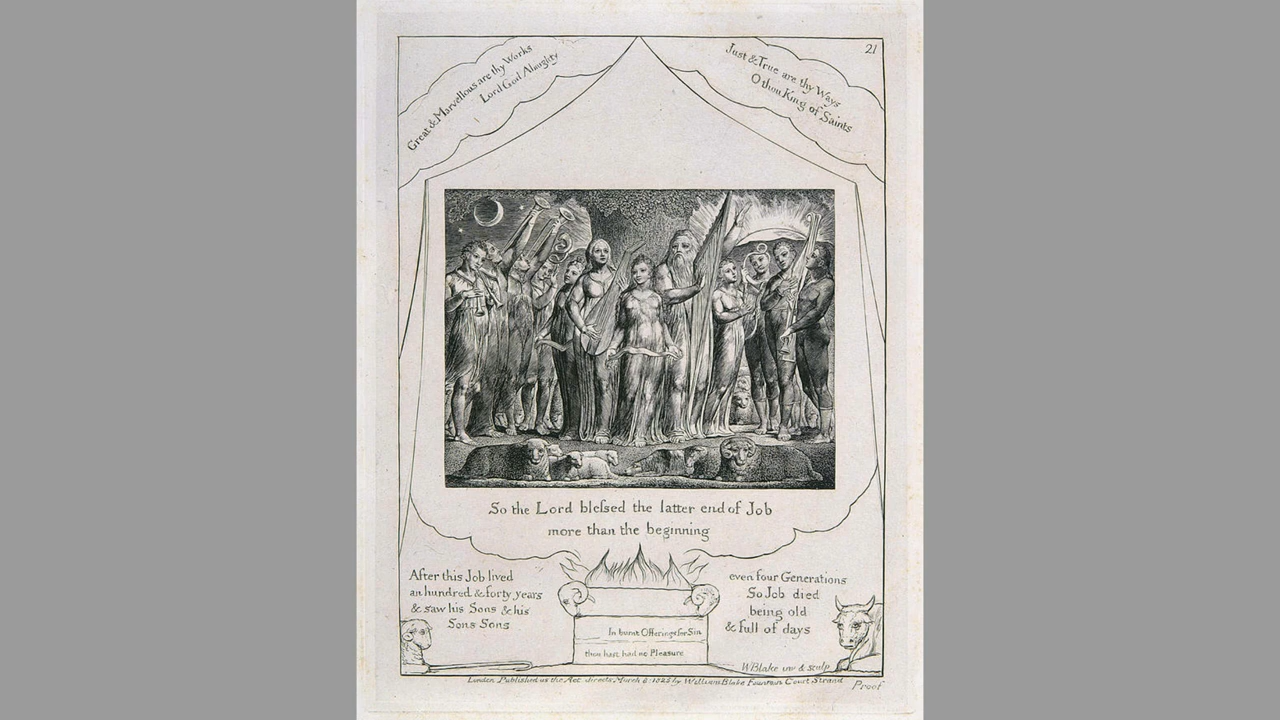 21
Great & Marvellous are thy Works
Lord God Almighty
Just & True are thy Ways
O thou King of Saints
So the Lord blefsed the latter end of Job
more than the beginning
After this Job lived
an hundred & forty years
& saw his Sons & his
Sons Sons
even four Generations
So Job died
being old
& full of days
In burnt Offerings for Sin
thou hast had no Pleasure
WBlake inv & sculp
London Published as the Act directs March 8: 1825 by William Blake Fountain Court Strand
Proof